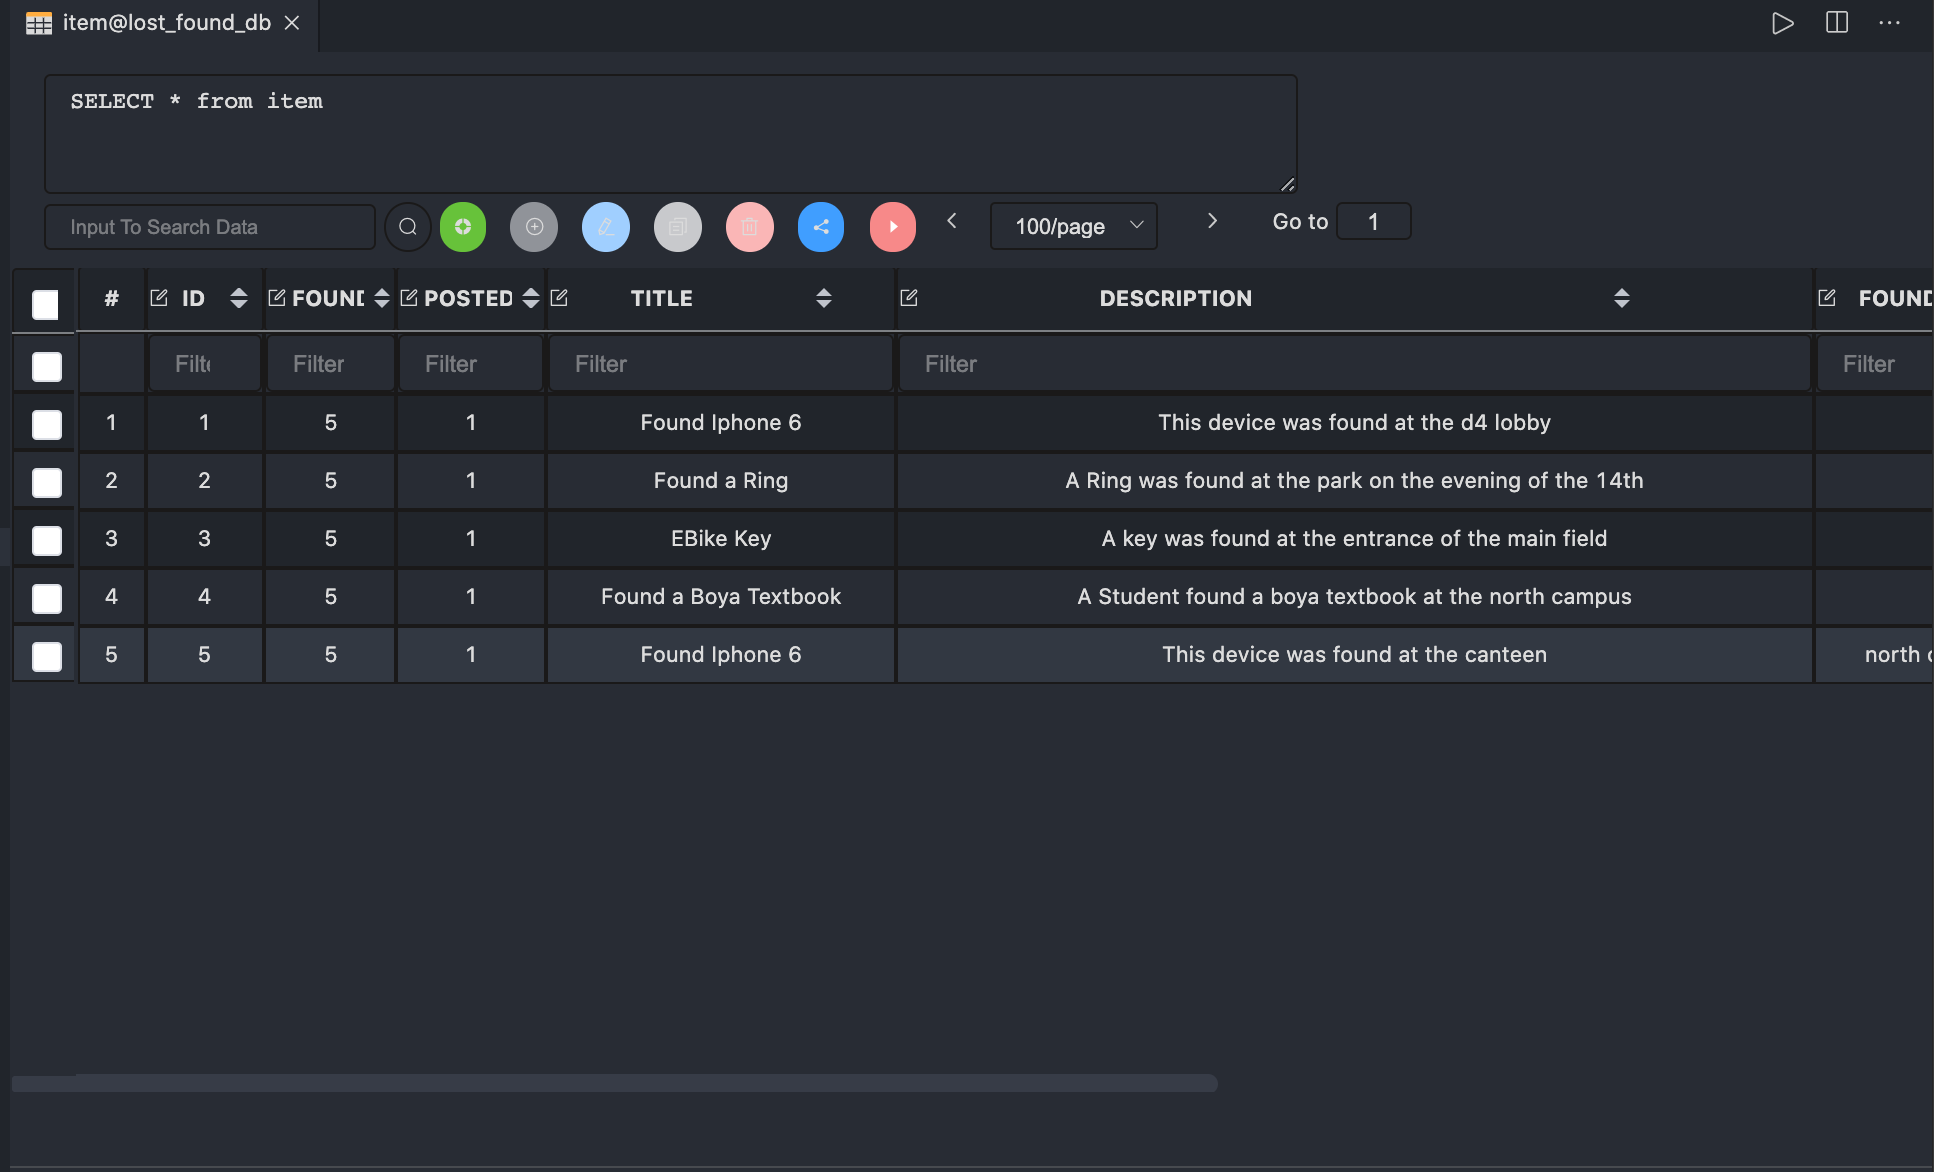 item@lost_found_db
SELECT * from item
Input To Search Data
100/page
Go to 1
# ID FOUND POSTED TITLE DESCRIPTION FOUND
Filte Filter Filter Filter Filter Filter
1 1 5 1 Found Iphone 6 This device was found at the d4 lobby
2 2 5 1 Found a Ring A Ring was found at the park on the evening of the 14th
3 3 5 1 EBike Key A key was found at the entrance of the main field
4 4 5 1 Found a Boya Textbook A Student found a boya textbook at the north campus
5 5 5 1 Found Iphone 6 This device was found at the canteen north